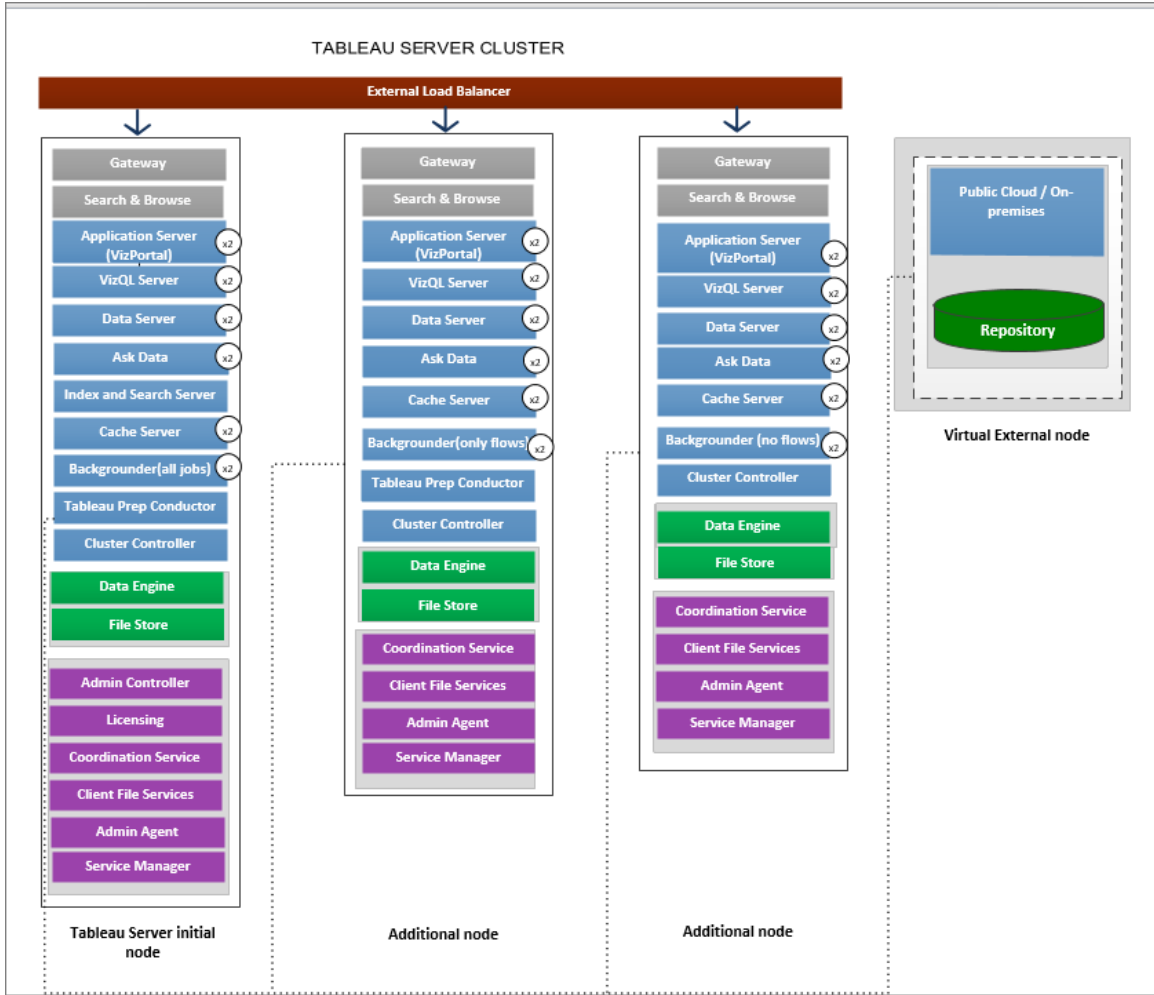 TABLEAU SERVER CLUSTER
External Load Balancer
Gateway
Search & Browse
Application Server
(VizPortal)
x2
VizQL Server
x2
Data Server
x2
Ask Data
x2
Index and Search Server
Cache Server
x2
Backgrounder(all jobs)
x2
Tableau Prep Conductor
Cluster Controller
Data Engine
File Store
Admin Controller
Licensing
Coordination Service
Client File Services
Admin Agent
Service Manager
Tableau Server initial
node
Gateway
Search & Browse
Application Server
(VizPortal)
x2
VizQL Server
x2
Data Server
x2
Ask Data
x2
Cache Server
x2
Backgrounder(only flows)
x2
Tableau Prep Conductor
Cluster Controller
Data Engine
File Store
Coordination Service
Client File Services
Admin Agent
Service Manager
Additional node
Gateway
Search & Browse
Application Server
(VizPortal)
x2
VizQL Server
x2
Data Server
x2
Ask Data
x2
Cache Server
x2
Backgrounder (no flows)
x2
Cluster Controller
Data Engine
File Store
Coordination Service
Client File Services
Admin Agent
Service Manager
Additional node
Public Cloud / On-
premises
Repository
Virtual External node